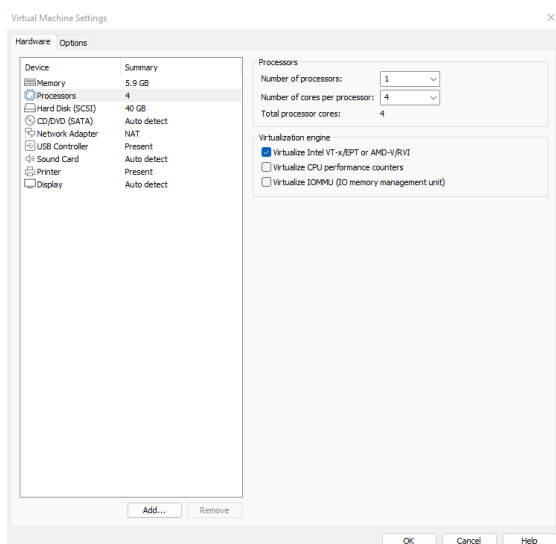 Virtual Machine Settings
Hardware Options
Device Summary
Memory 5.9 GB
Processors 4
Hard Disk (SCSI) 40 GB
CD/DVD (SATA) Auto detect
Network Adapter NAT
USB Controller Present
Sound Card Auto detect
Printer Present
Display Auto detect
Add... Remove
Processors
Number of processors: 1
Number of cores per processor: 4
Total processor cores: 4
Virtualization engine
Virtualize Intel VT-x/EPT or AMD-V/RVI
Virtualize CPU performance counters
Virtualize IOMMU (IO memory management unit)
OK Cancel Help